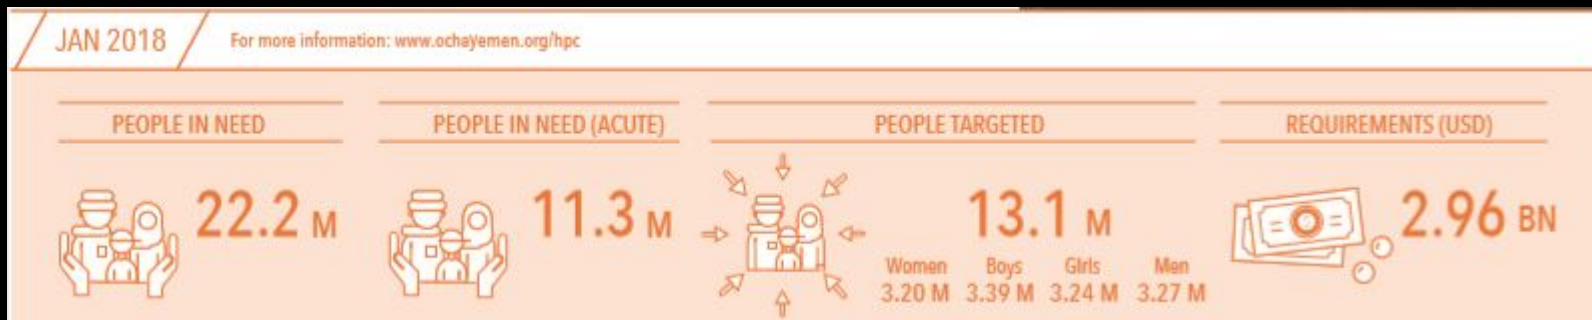 JAN 2018
For more information: www.ochayemen.org/hpc
PEOPLE IN NEED
22.2 M
PEOPLE IN NEED (ACUTE)
11.3 M
PEOPLE TARGETED
13.1 M
Women Boys Girls Men
3.20 M 3.39 M 3.24 M 3.27 M
REQUIREMENTS (USD)
2.96 BN